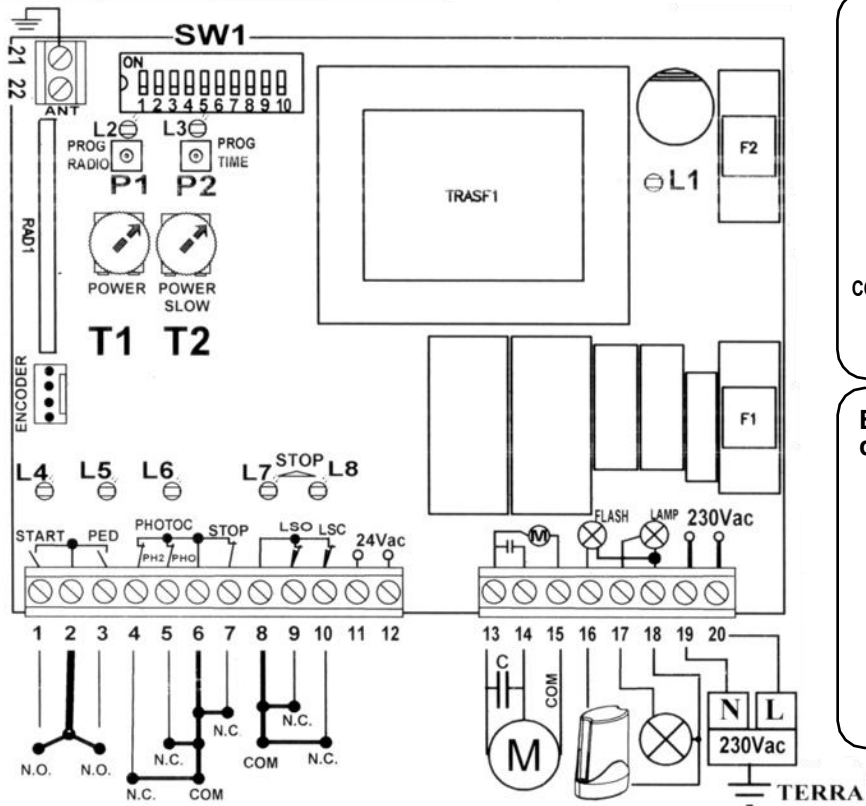 SW1
21
22
ANT
ON
1 2 3 4 5 6 7 8 9 10
L2
L3
PROG RADIO
P1
PROG TIME
P2
L1
F2
TRASF1
RAD1
POWER
T1
POWER SLOW
T2
ENCODER
F1
L4
L5
L6
L7
STOP
L8
START
PED
PHOTOC
PH2
PHO
STOP
LSO
LSC
24Vac
M
FLASH
LAMP
230Vac
1 2 3 4 5 6 7 8 9 10 11 12
13 14 15 16 17 18 19 20
N.O.
N.O.
N.C.
N.C.
COM
N.C.
COM
N.C.
N.C.
C
COM
M
N
L
230Vac
TERRA